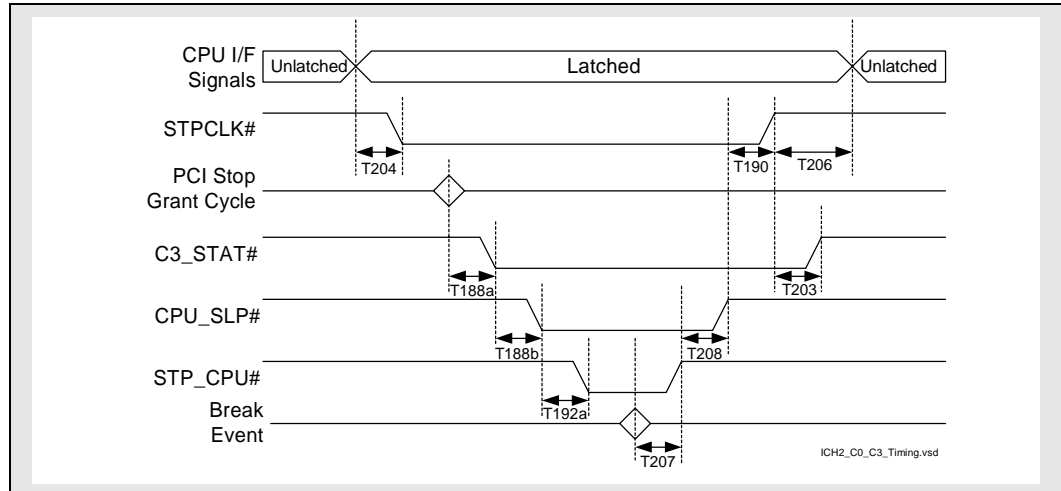 CPU I/F
Signals
Unlatched
Latched
Unlatched
STPCLK#
T204
T190
T206
PCI Stop
Grant Cycle
C3_STAT#
T188a
T203
CPU_SLP#
T188b
T208
STP_CPU#
T192a
Break
Event
T207
ICH2_C0_C3_Timing.vsd